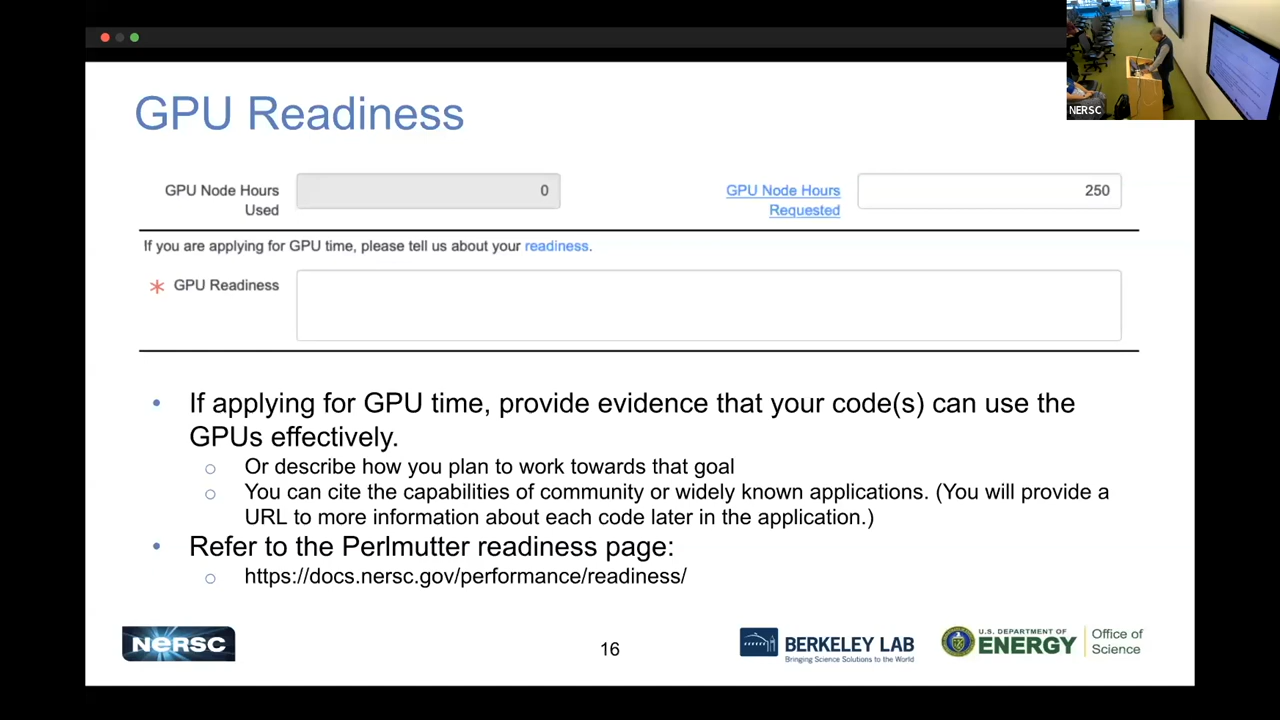 NERSC
GPU Readiness
GPU Node Hours
Used
0
GPU Node Hours
Requested
250
If you are applying for GPU time, please tell us about your readiness.
* GPU Readiness
• If applying for GPU time, provide evidence that your code(s) can use the
GPUs effectively.
○ Or describe how you plan to work towards that goal
○ You can cite the capabilities of community or widely known applications. (You will provide a
URL to more information about each code later in the application.)
• Refer to the Perlmutter readiness page:
○ https://docs.nersc.gov/performance/readiness/
NERSC
16
BERKELEY LAB
Bringing Science Solutions to the World
U.S. DEPARTMENT OF
ENERGY
Office of
Science